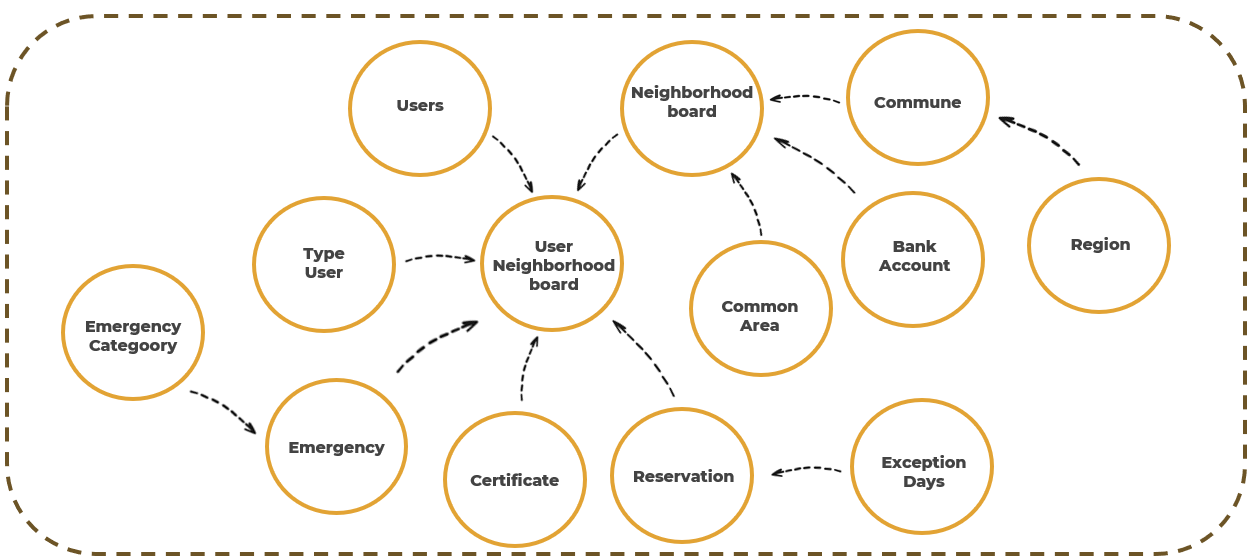 Users
Neighborhood
board
Commune
Type
User
User
Neighborhood
board
Bank
Account
Region
Common
Area
Emergency
Categoory
Emergency
Certificate
Reservation
Exception
Days